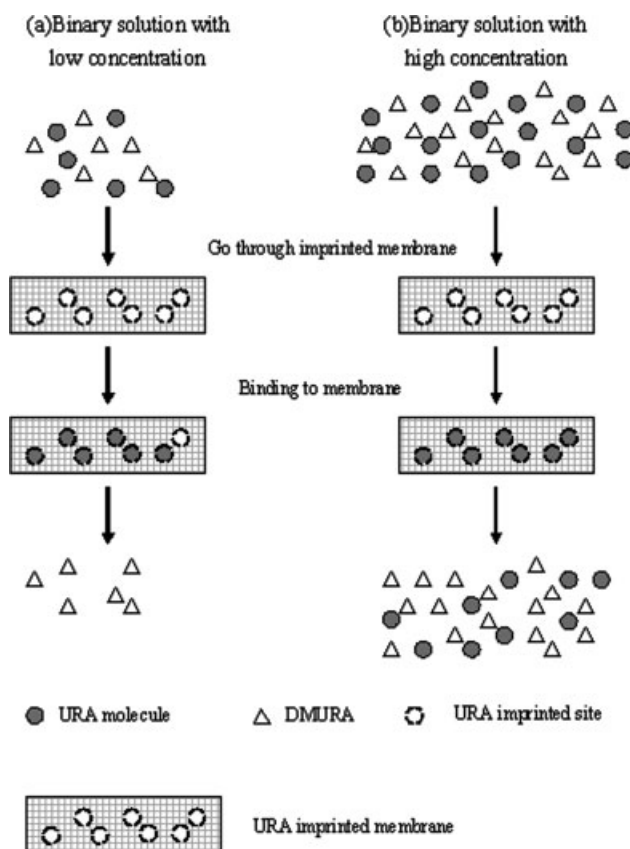 (a)Binary solution with
low concentration
(b)Binary solution with
high concentration
Go through imprinted membrane
Binding to membrane
URA molecule
DMURA
URA imprinted site
URA imprinted membrane